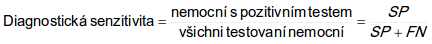 Diagnostická senzitivita = nemocní s pozitivním testem / všichni testovaní nemocní = SP / SP + FN